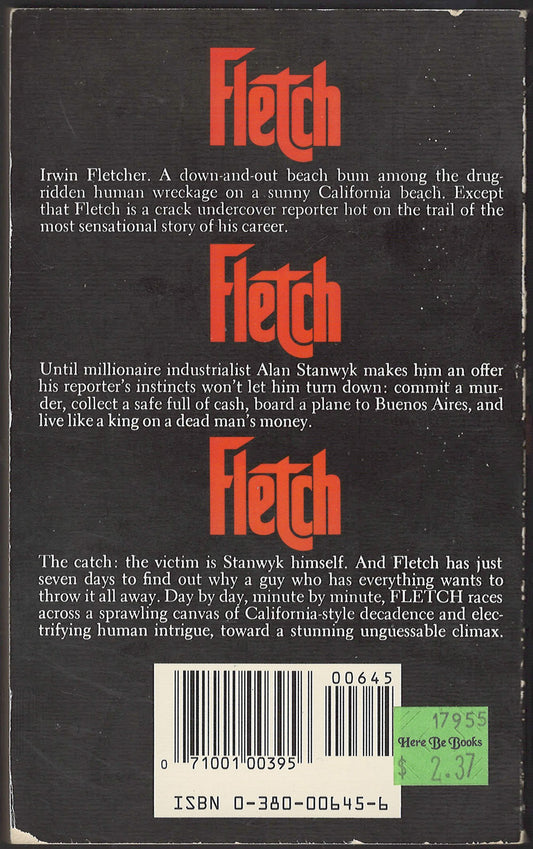 Fletch
Irwin Fletcher. A down-and-out beach bum among the drug-
ridden human wreckage on a sunny California beach. Except
that Fletch is a crack undercover reporter hot on the trail of the
most sensational story of his career.
Fletch
Until millionaire industrialist Alan Stanwyk makes him an offer
his reporter's instincts won't let him turn down: commit a mur-
der, collect a safe full of cash, board a plane to Buenos Aires, and
live like a king on a dead man's money.
Fletch
The catch: the victim is Stanwyk himself. And Fletch has just
seven days to find out why a guy who has everything wants to
throw it all away. Day by day, minute by minute, FLETCH races
across a sprawling canvas of California-style decadence and elec-
trifying human intrigue, toward a stunning unguessable climax.
00645
0 71001 00395
ISBN 0-380-00645-6
17955
Here Be Books
$ 2.37